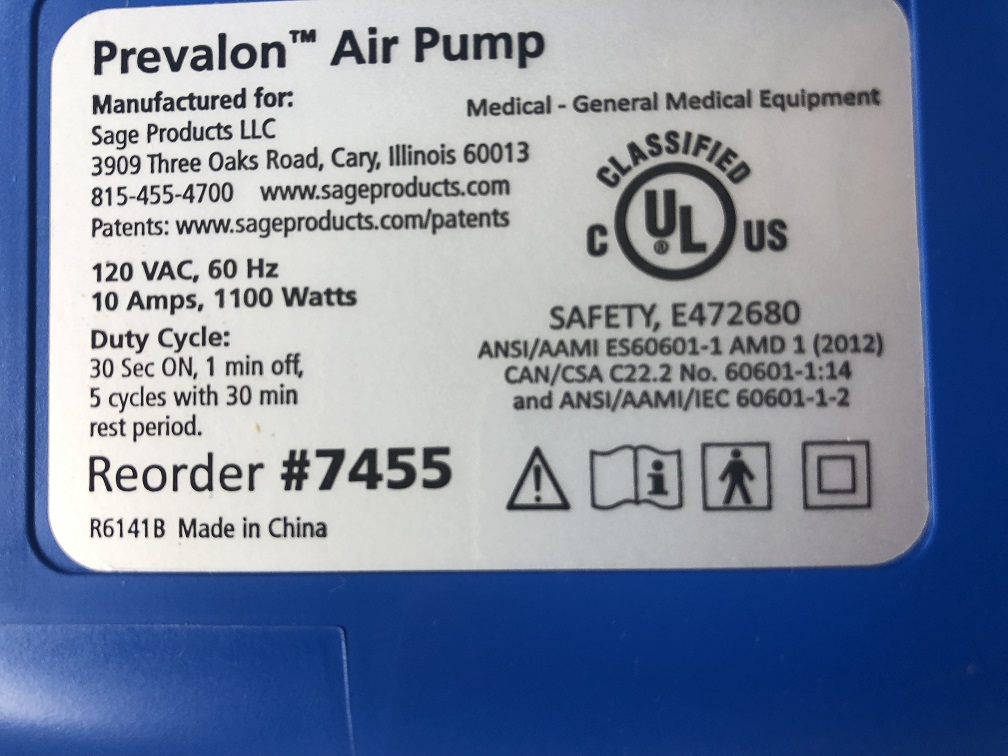 Prevalon™ Air Pump
Manufactured for:
Sage Products LLC
3909 Three Oaks Road, Cary, Illinois 60013
815-455-4700 www.sageproducts.com
Patents: www.sageproducts.com/patents
120 VAC, 60 Hz
10 Amps, 1100 Watts
Duty Cycle:
30 Sec ON, 1 min off,
5 cycles with 30 min
rest period.
Reorder #7455
R6141B Made in China
Medical - General Medical Equipment
CLASSIFIED
C UL ® US
SAFETY, E472680
ANSI/AAMI ES60601-1 AMD 1 (2012)
CAN/CSA C22.2 No. 60601-1:14
and ANSI/AAMI/IEC 60601-1-2